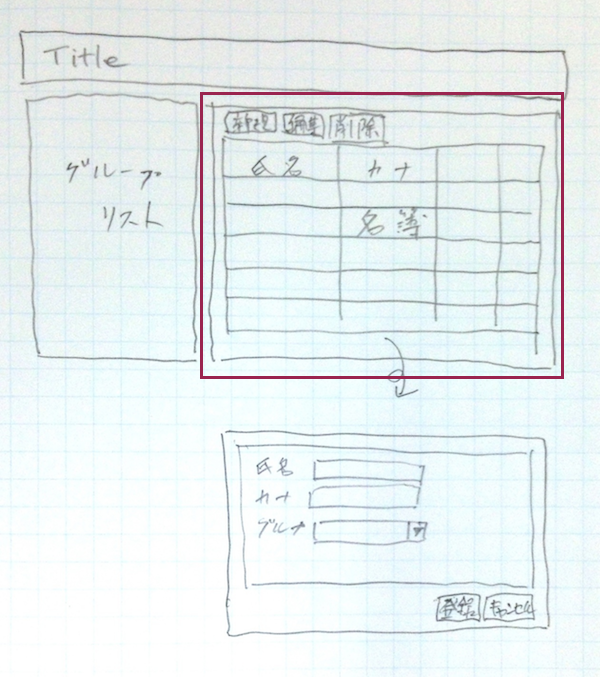 Title
グループ
リスト
新規 編集 削除
氏名 カナ
名簿
氏名
カナ
グループ
登録 キャンセル